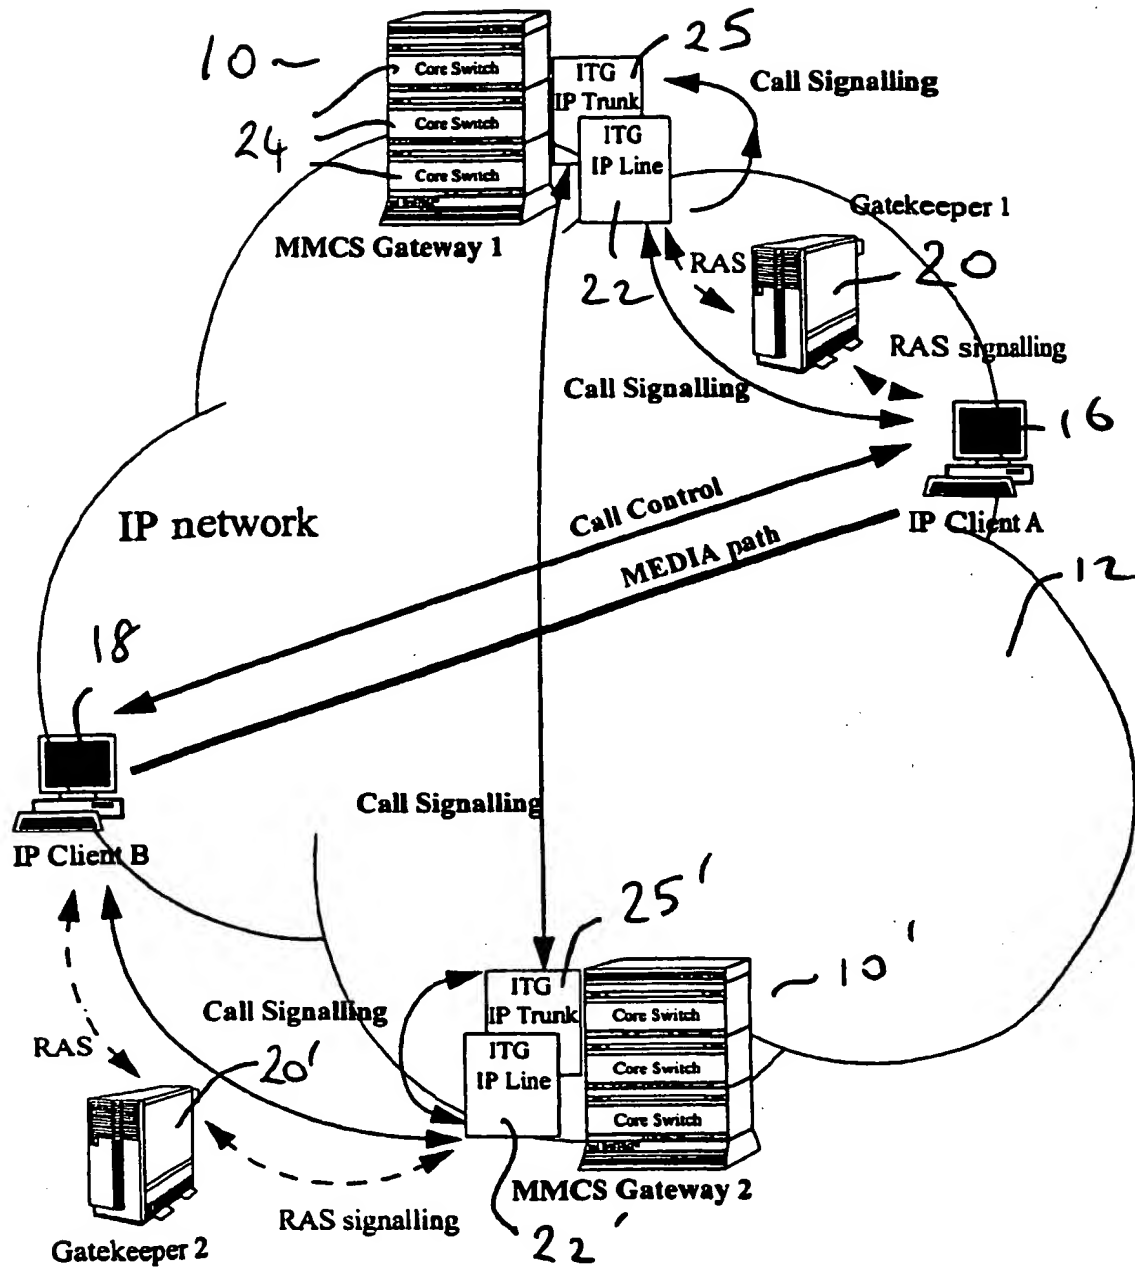 10
25
Core Switch
ITG
IP Trunk
Call Signalling
24
Core Switch
ITG
IP Line
Core Switch
Gatekeeper 1
MMCS Gateway 1
22
RAS
20
RAS signalling
Call Signalling
16
IP Client A
IP network
Call Control
MEDIA path
12
18
Call Signalling
IP Client B
25'
10'
ITG
IP Trunk
Core Switch
Call Signalling
RAS
20'
ITG
IP Line
Core Switch
Core Switch
MMCS Gateway 2
RAS signalling
22'
Gatekeeper 2